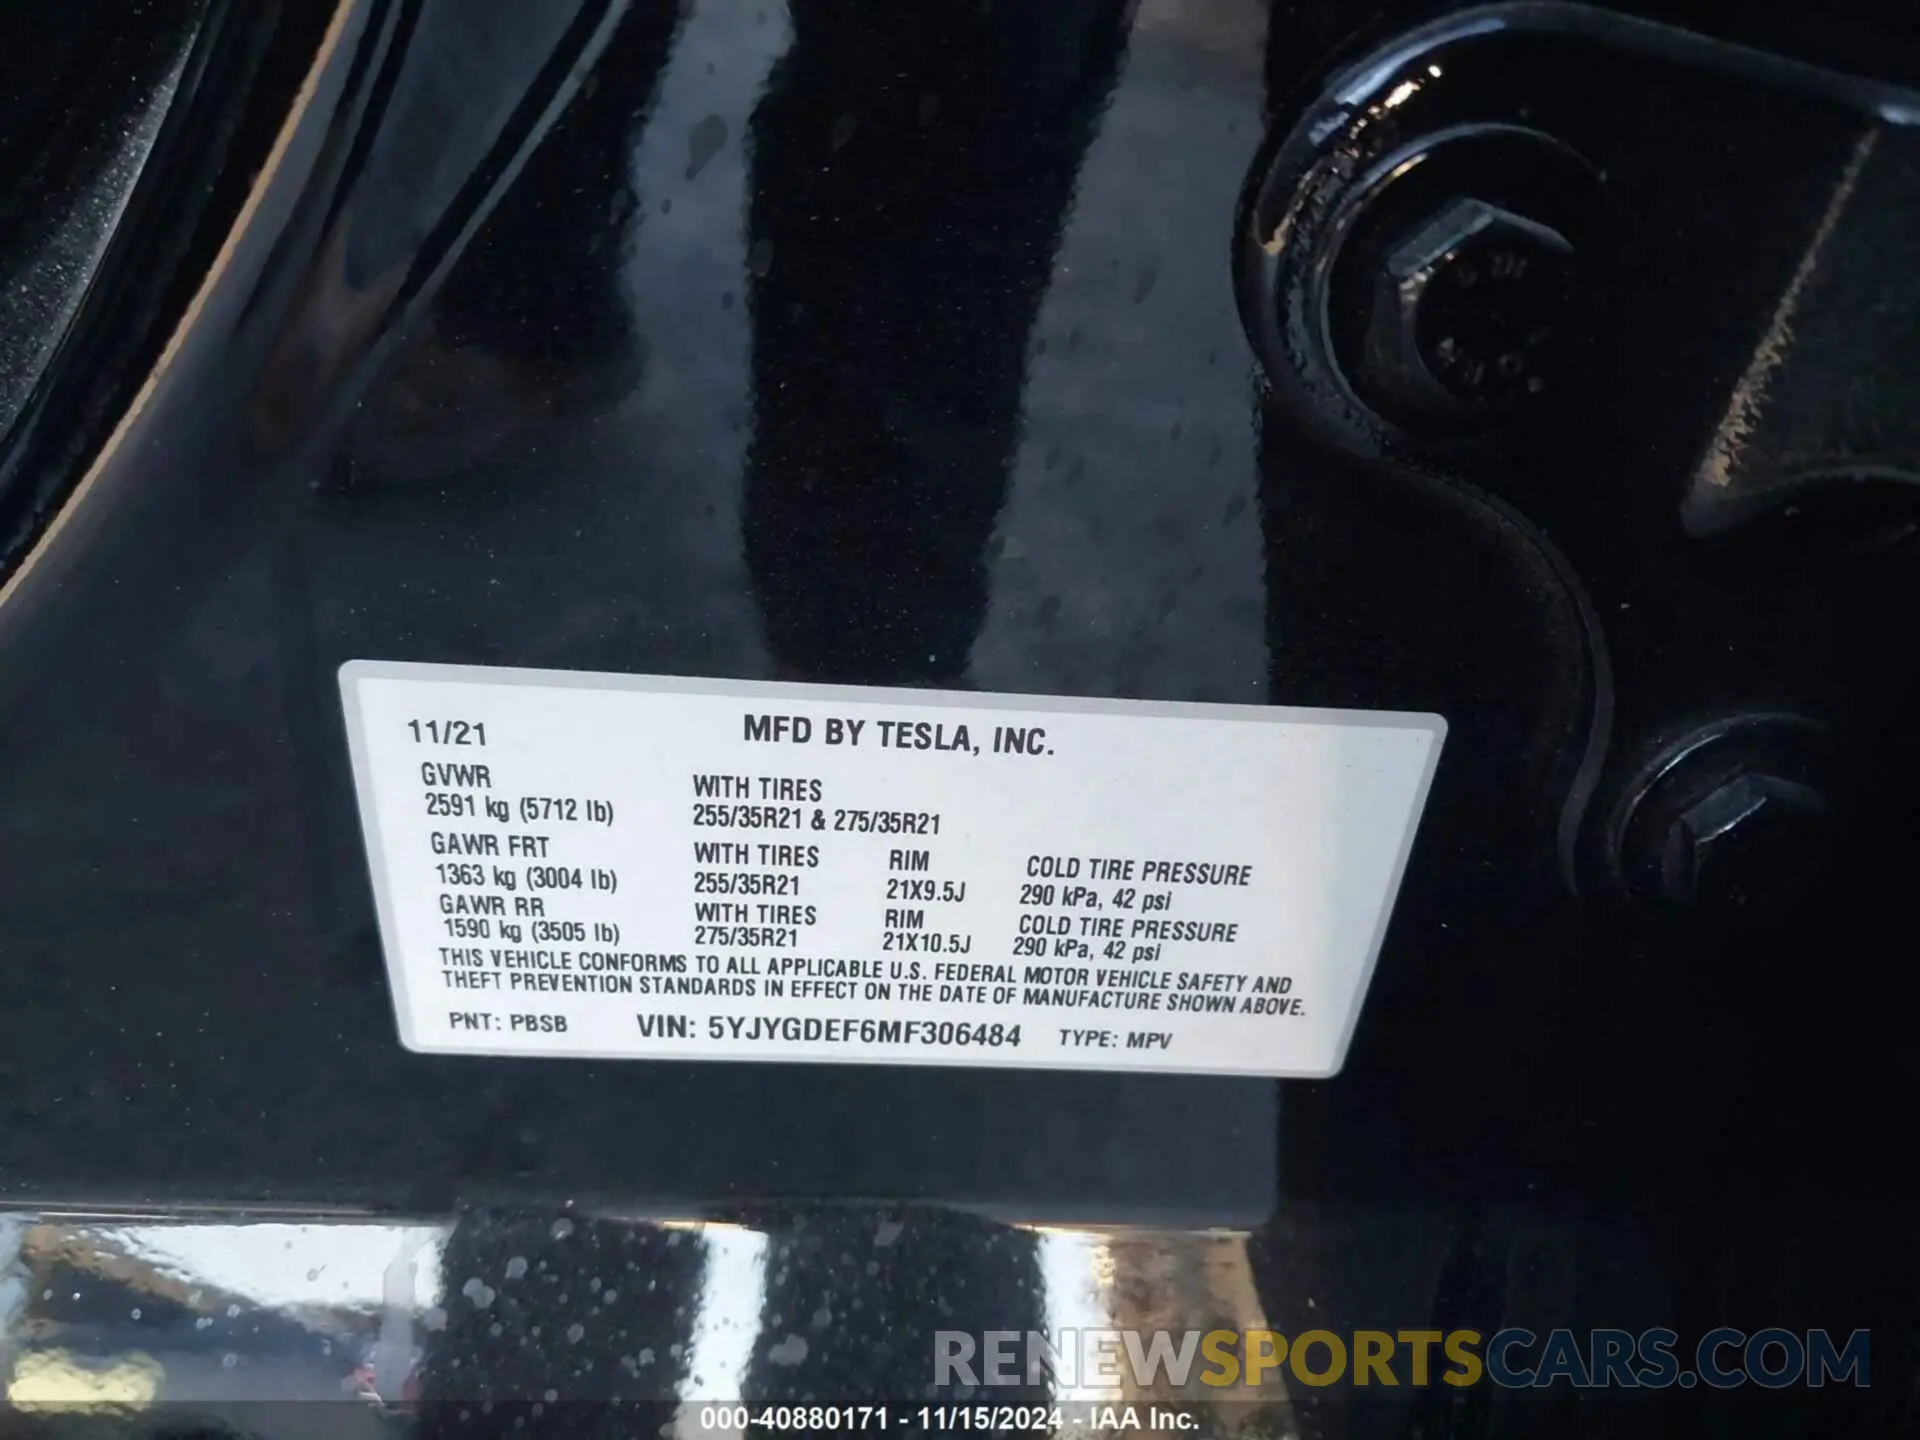 11/21 MFD BY TESLA, INC.
GVWR WITH TIRES
2591 kg (5712 lb) 255/35R21 & 275/35R21
GAWR FRT WITH TIRES RIM COLD TIRE PRESSURE
1363 kg (3004 lb) 255/35R21 21X9.5J 290 kPa, 42 psi
GAWR RR WITH TIRES RIM COLD TIRE PRESSURE
1590 kg (3505 lb) 275/35R21 21X10.5J 290 kPa, 42 psi
THIS VEHICLE CONFORMS TO ALL APPLICABLE U.S. FEDERAL MOTOR VEHICLE SAFETY AND
THEFT PREVENTION STANDARDS IN EFFECT ON THE DATE OF MANUFACTURE SHOWN ABOVE.
PNT: PBSB VIN: 5YJYGDEF6MF306484 TYPE: MPV
RENEWSPORTSCARS.COM
000-40880171 - 11/15/2024 - IAA Inc.